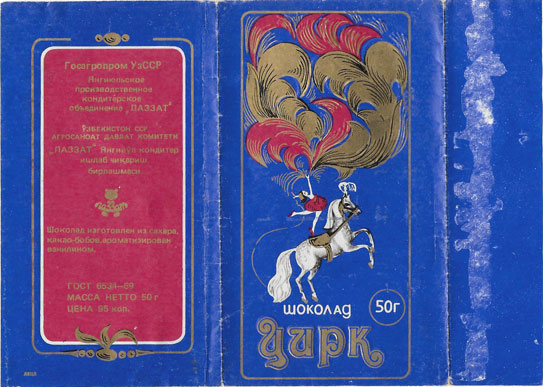 Госагропром УзССР
Янгиюльское
производственное
кондитерское
объединение „ЛАЗЗАТ"
ЎЗБЕКИСТОН ССР
АГРОСАНОАТ ДАВЛАТ КОМИТЕТИ
„ЛАЗЗАТ" Янгийўл кондитер
ишлаб чиқариш
бирлашмаси
Шоколад изготовлен из сахара,
какао-бобов, ароматизирован
ванилином.
ГОСТ 6534—69
МАССА НЕТТО 50 г
ЦЕНА 95 коп.
шоколад
50г
Цирк